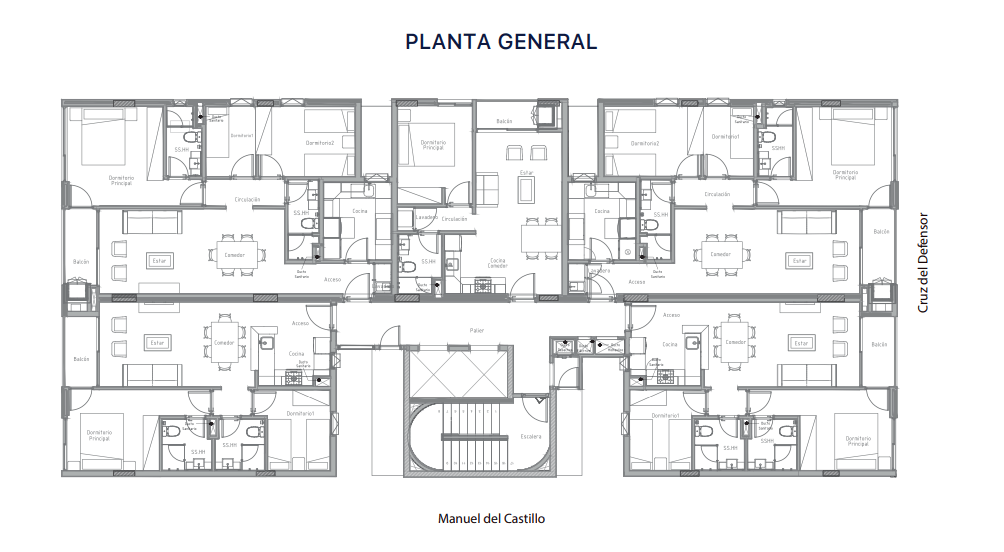 PLANTA GENERAL
Balcón
Ducto
Sanitario
Dormitorio1
Dormitorio2
SS.HH
Dormitorio
Principal
Dormitorio
Principal
Estar
Dormitorio2
Dormitorio1
Ducto
Sanitario
SS.HH
Dormitorio
Principal
Circulación
SS.HH
Cocina
Lavadero
Circulación
Cocina
SS.HH
Circulación
Balcón
Estar
Comedor
Ducto
Sanitario
Acceso
SS.HH
Cocina
Comedor
Ducto
Sanitario
Acceso
Comedor
Estar
Balcón
Cruz del Defensor
Acceso
Palier
Acceso
Balcón
Estar
Comedor
Cocina
Ducto
Sanitario
Cocina
Comedor
Estar
Balcón
Dormitorio
Principal
Ducto
Sanitario
SS.HH
SS.HH
Dormitorio1
Escalera
Dormitorio1
SS.HH
Ducto
Sanitario
SS.HH
Dormitorio
Principal
Manuel del Castillo